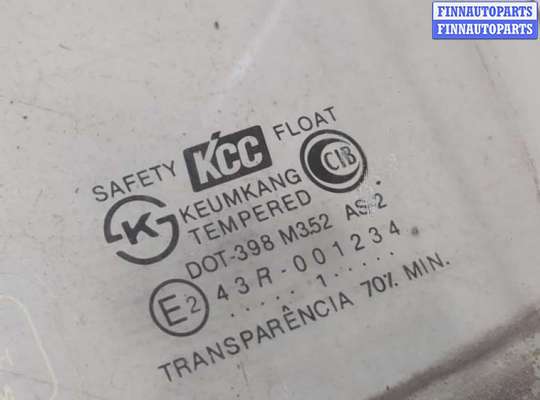 FINNAUTOPARTS
FINNAUTOPARTS
SAFETY KCC FLOAT
K KEUMKANG CIB
TEMPERED
DOT-398 M352 AS-2
E2 43R-001234
.....1.....
TRANSPARÊNCIA 70% MIN.